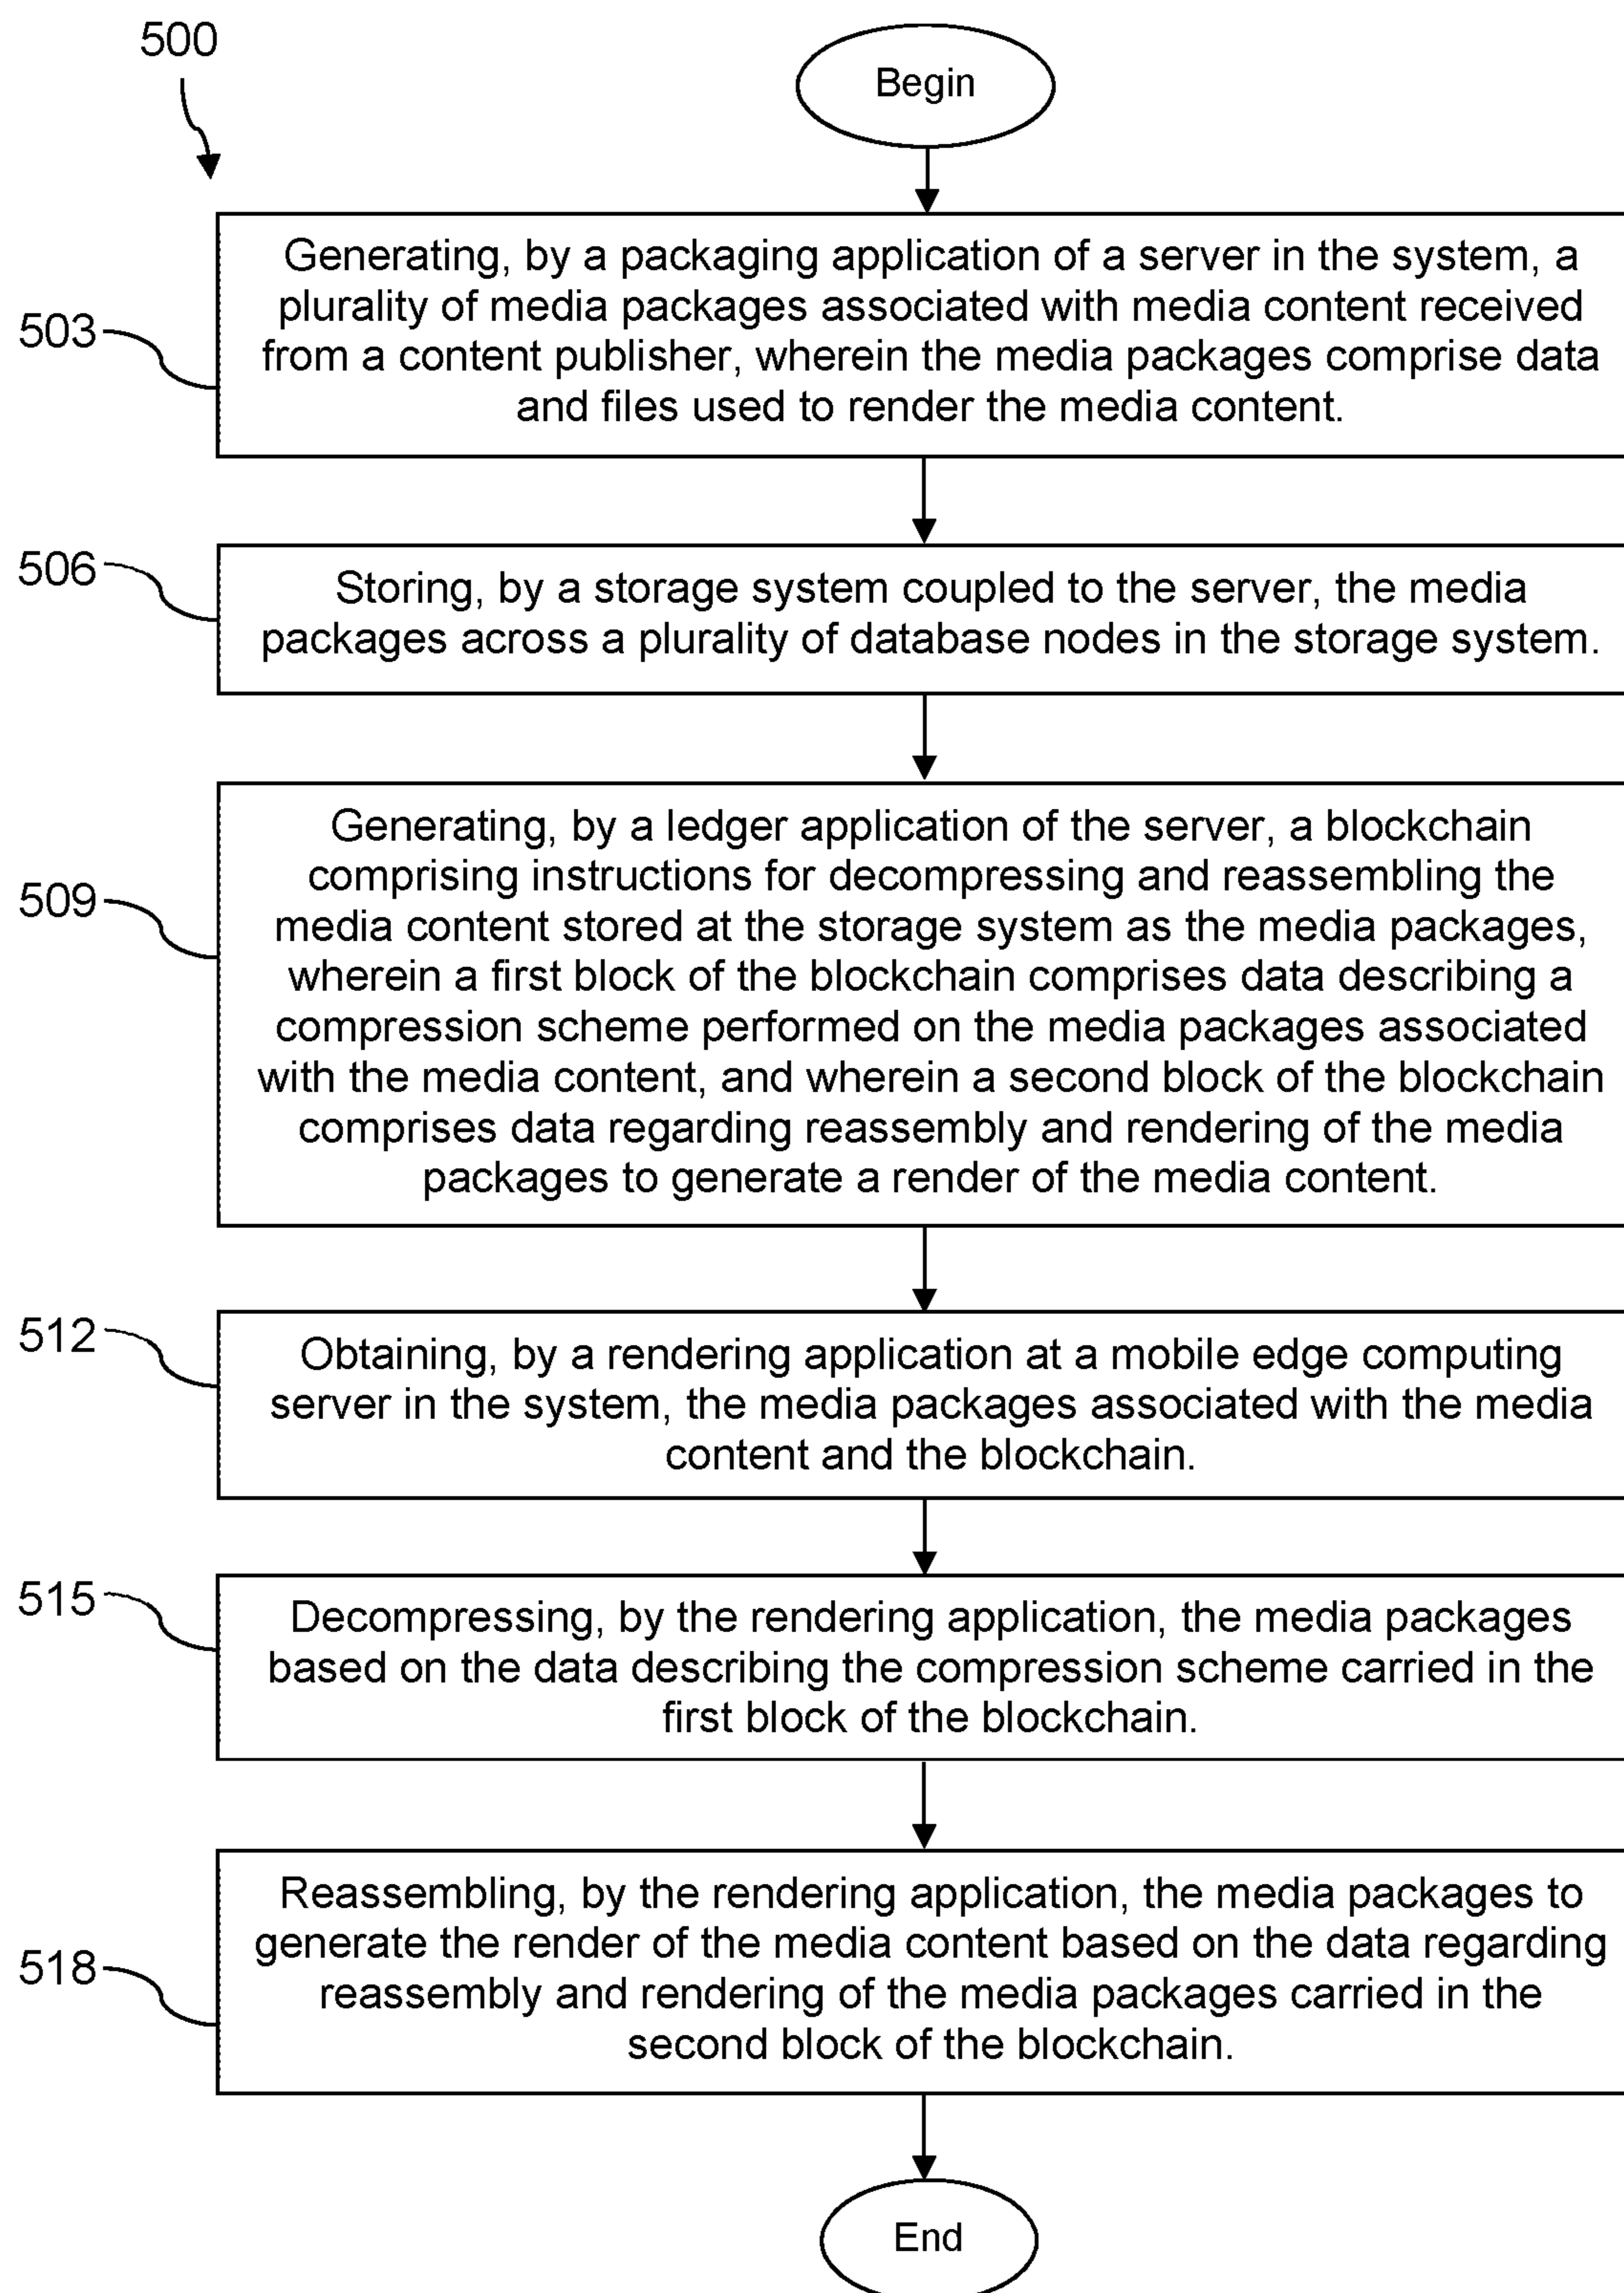 500
Begin
503
Generating, by a packaging application of a server in the system, a
plurality of media packages associated with media content received
from a content publisher, wherein the media packages comprise data
and files used to render the media content.
506
Storing, by a storage system coupled to the server, the media
packages across a plurality of database nodes in the storage system.
509
Generating, by a ledger application of the server, a blockchain
comprising instructions for decompressing and reassembling the
media content stored at the storage system as the media packages,
wherein a first block of the blockchain comprises data describing a
compression scheme performed on the media packages associated
with the media content, and wherein a second block of the blockchain
comprises data regarding reassembly and rendering of the media
packages to generate a render of the media content.
512
Obtaining, by a rendering application at a mobile edge computing
server in the system, the media packages associated with the media
content and the blockchain.
515
Decompressing, by the rendering application, the media packages
based on the data describing the compression scheme carried in the
first block of the blockchain.
518
Reassembling, by the rendering application, the media packages to
generate the render of the media content based on the data regarding
reassembly and rendering of the media packages carried in the
second block of the blockchain.
End